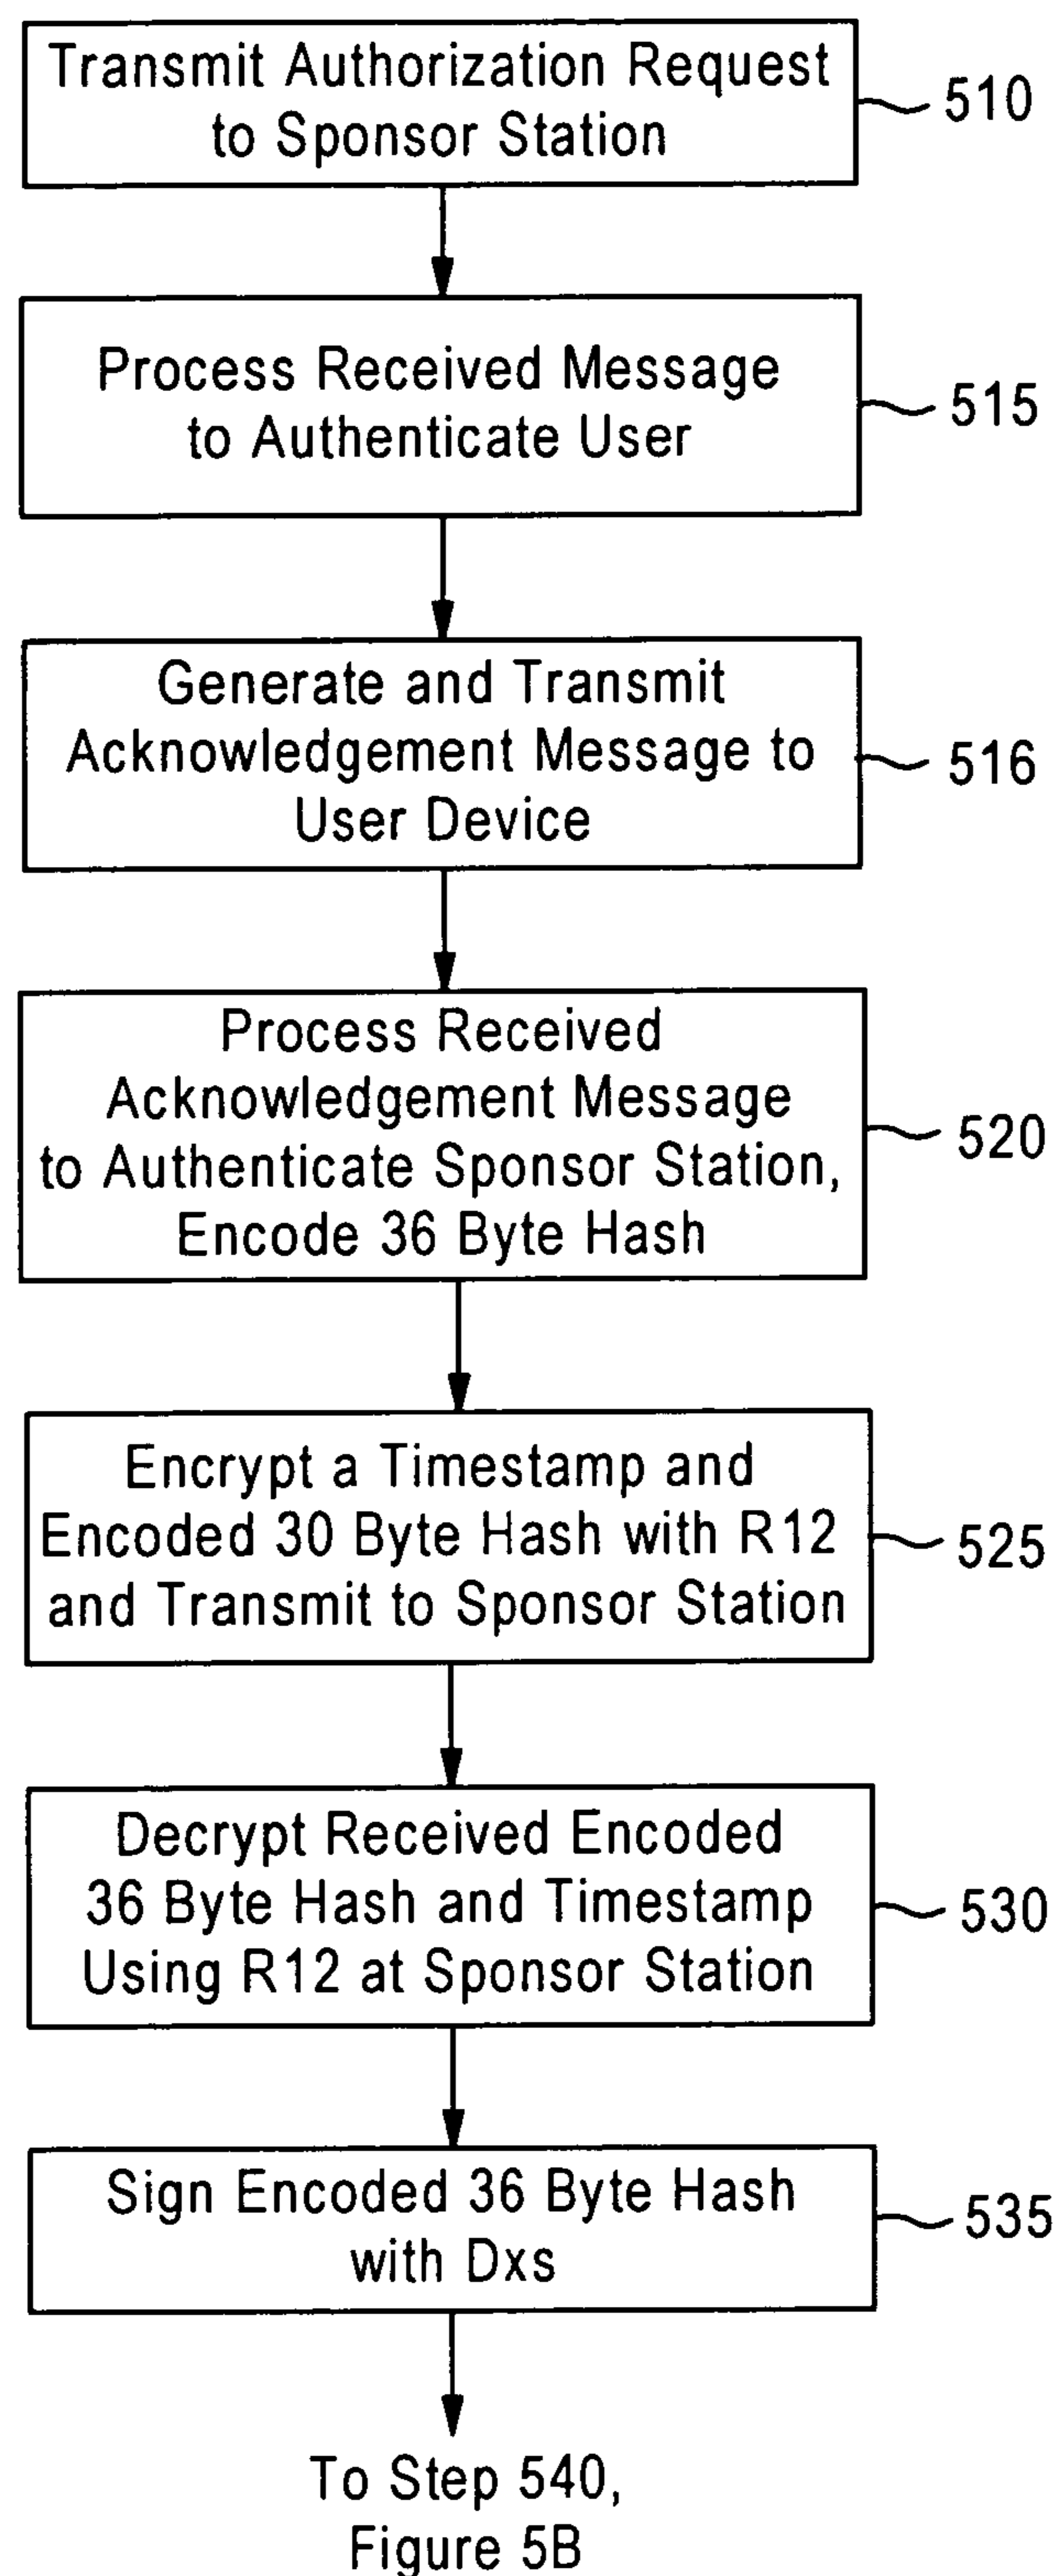 Transmit Authorization Request
to Sponsor Station
510
Process Received Message
to Authenticate User
515
Generate and Transmit
Acknowledgement Message to
User Device
516
Process Received
Acknowledgement Message
to Authenticate Sponsor Station,
Encode 36 Byte Hash
520
Encrypt a Timestamp and
Encoded 30 Byte Hash with R12
and Transmit to Sponsor Station
525
Decrypt Received Encoded
36 Byte Hash and Timestamp
Using R12 at Sponsor Station
530
Sign Encoded 36 Byte Hash
with Dxs
535
To Step 540,
Figure 5B